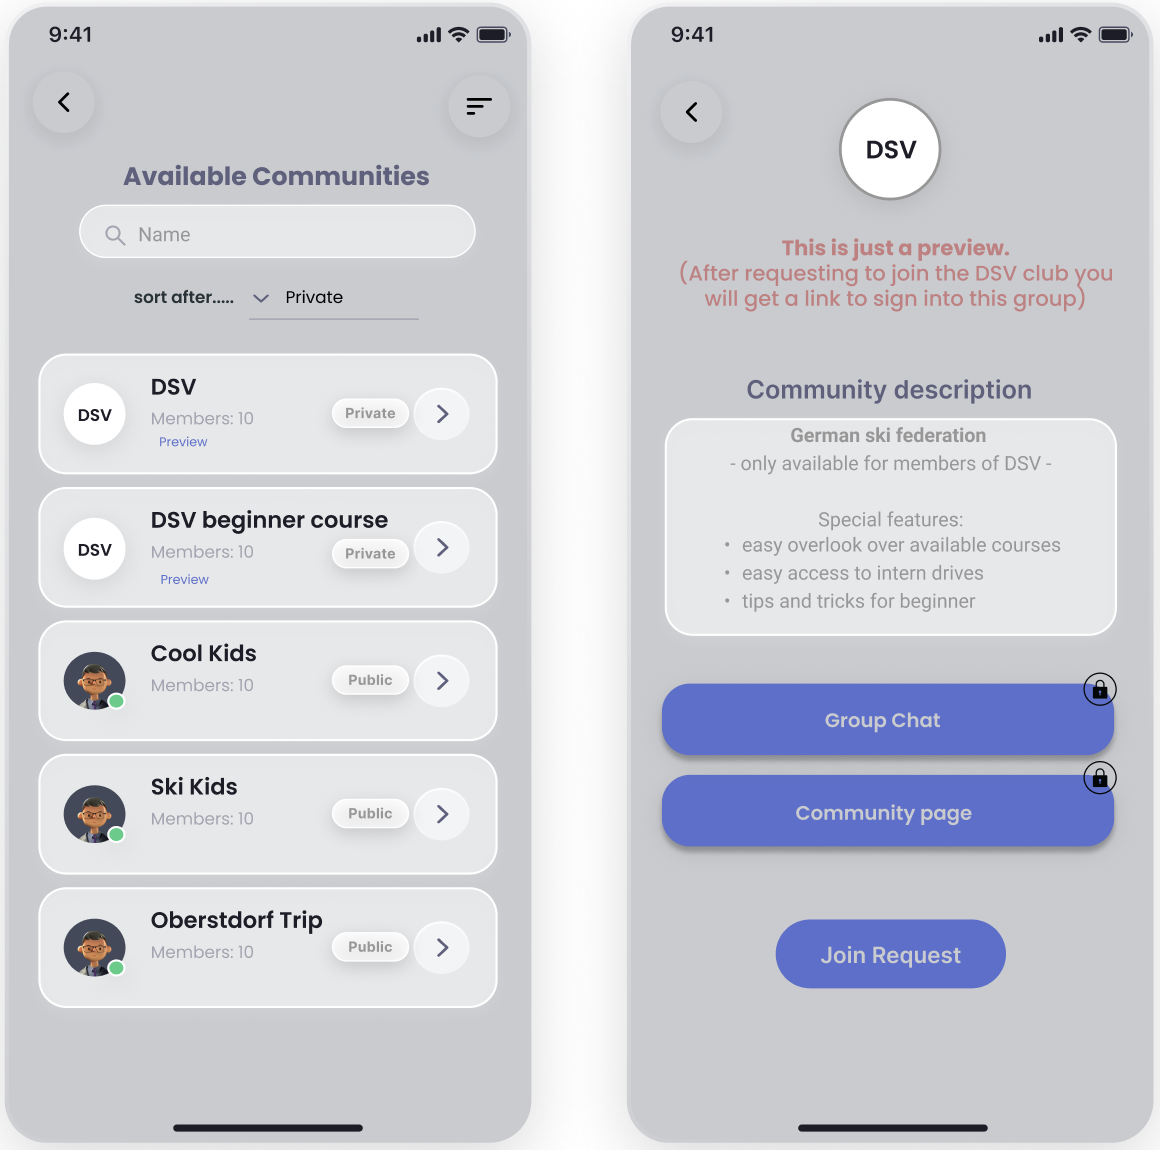 9:41
Available Communities
Name
sort after.....
Private
DSV
DSV
Members: 10
Preview
Private
DSV
DSV beginner course
Members: 10
Preview
Private
Cool Kids
Members: 10
Public
Ski Kids
Members: 10
Public
Oberstdorf Trip
Members: 10
Public
9:41
DSV
This is just a preview.
(After requesting to join the DSV club you
will get a link to sign into this group)
Community description
German ski federation
- only available for members of DSV -
Special features:
• easy overlook over available courses
• easy access to intern drives
• tips and tricks for beginner
Group Chat
Community page
Join Request